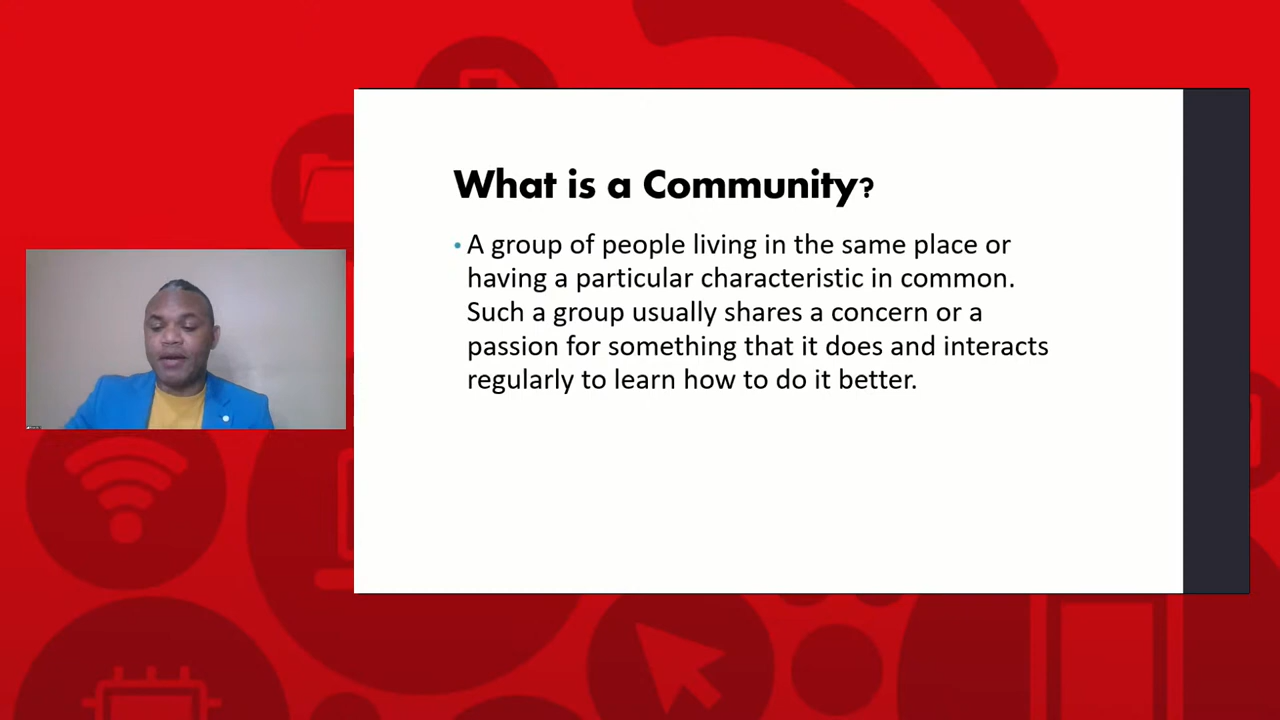 What is a Community?
• A group of people living in the same place or
having a particular characteristic in common.
Such a group usually shares a concern or a
passion for something that it does and interacts
regularly to learn how to do it better.